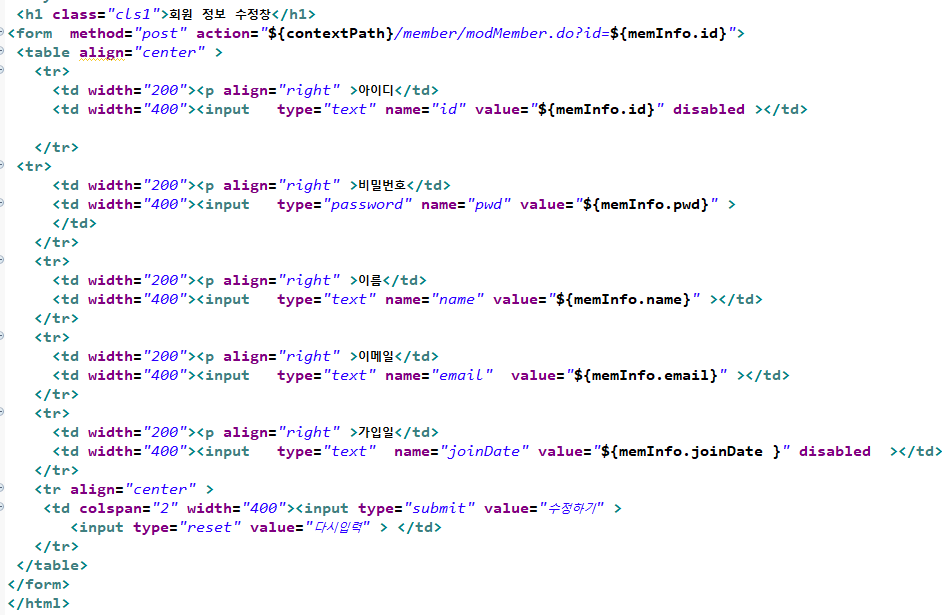 <h1 class="cls1">회원 정보 수정창</h1>
<form  method="post" action="${contextPath}/member/modMember.do?id=${memInfo.id}">
 <table align="center" >
   <tr>
     <td width="200"><p align="right" >아이디</td>
     <td width="400"><input   type="text" name="id" value="${memInfo.id}" disabled ></td>
   </tr>
 <tr>
     <td width="200"><p align="right" >비밀번호</td>
     <td width="400"><input   type="password" name="pwd" value="${memInfo.pwd}" >
     </td>
   </tr>
   <tr>
     <td width="200"><p align="right" >이름</td>
     <td width="400"><input   type="text" name="name" value="${memInfo.name}" ></td>
   </tr>
   <tr>
     <td width="200"><p align="right" >이메일</td>
     <td width="400"><input   type="text" name="email"  value="${memInfo.email}" ></td>
   </tr>
   <tr>
     <td width="200"><p align="right" >가입일</td>
     <td width="400"><input   type="text"  name="joinDate" value="${memInfo.joinDate }" disabled  ></td>
   </tr>
   <tr align="center" >
    <td colspan="2" width="400"><input type="submit" value="수정하기" >
       <input type="reset" value="다시입력" > </td>
   </tr>
 </table>
</form>
</html>